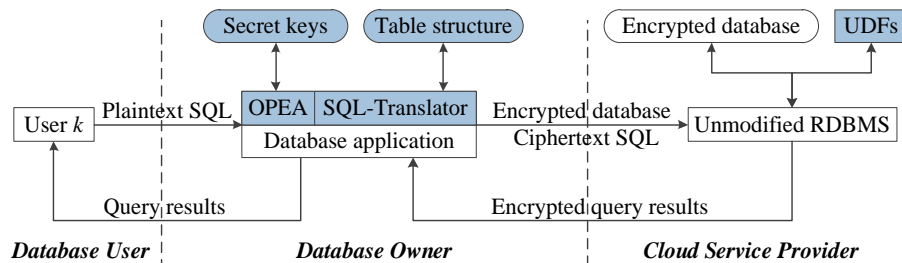 Secret keys
Table structure
Encrypted database
UDFs
OPEA
SQL-Translator
User k
Plaintext SQL
Database application
Encrypted database
Ciphertext SQL
Unmodified RDBMS
Query results
Encrypted query results
Database User
Database Owner
Cloud Service Provider